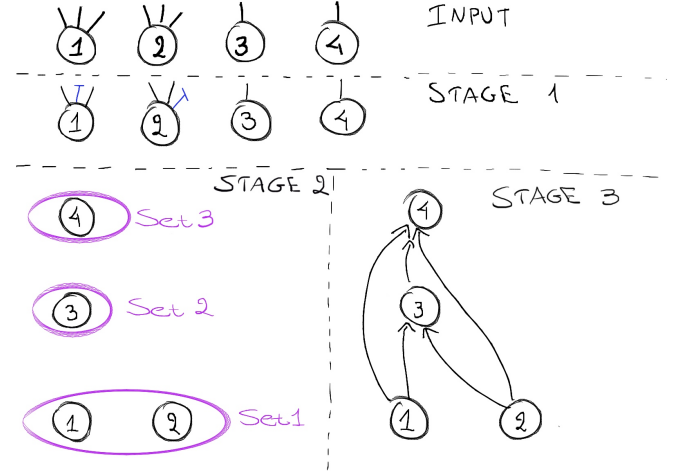 INPUT
1 2 3 4
STAGE 1
1 2 3 4
STAGE 2
4 Set 3
3 Set 2
1 2 Set 1
STAGE 3
4
3
1 2